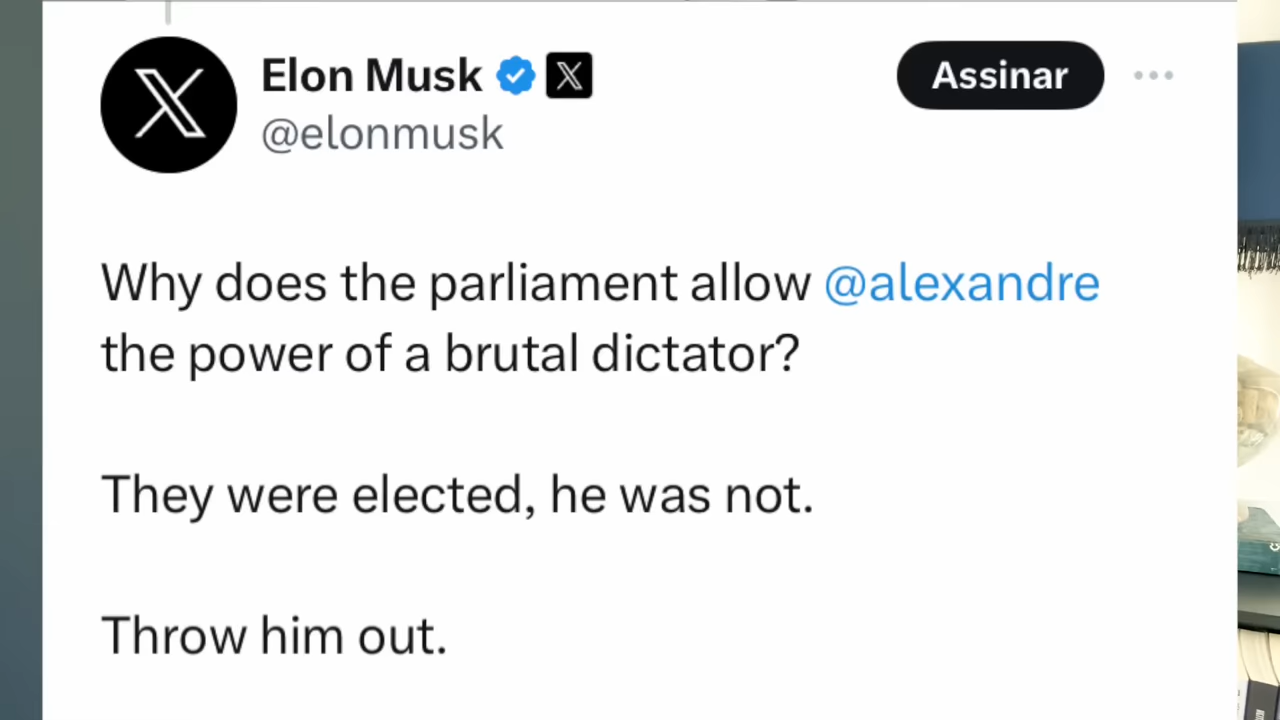 Elon Musk
@elonmusk
Assinar
Why does the parliament allow @alexandre
the power of a brutal dictator?
They were elected, he was not.
Throw him out.